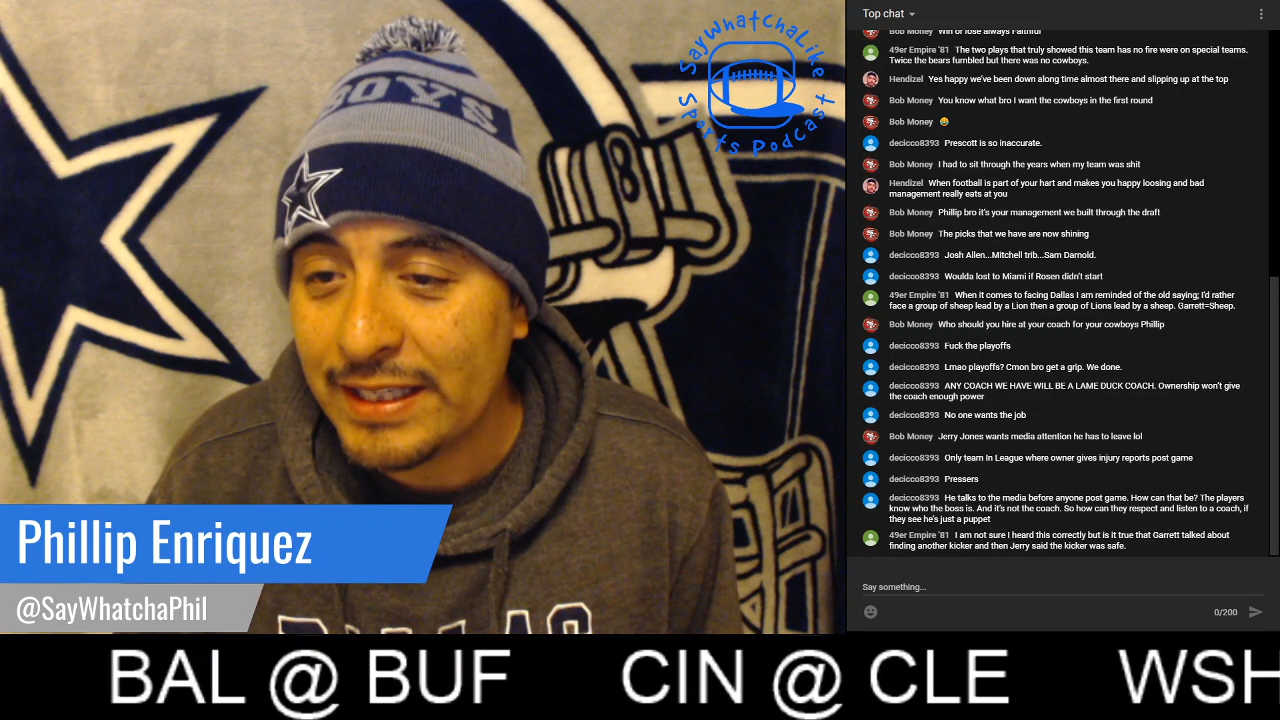 BOYS
SayWhatChaLike
Sports Podcast
Phillip Enriquez
@SayWhatchaPhil
DALLAS
BAL @ BUF CIN @ CLE WSH
Top chat
Bob Money Win or lose always Faithful
49er Empire '81 The two plays that truly showed this team has no fire were on special teams.
Twice the bears fumbled but there was no cowboys.
Hendizel Yes happy we've been down along time almost there and slipping up at the top
Bob Money You know what bro I want the cowboys in the first round
Bob Money 😂
decicco8393 Prescott is so inaccurate.
Bob Money I had to sit through the years when my team was shit
Hendizel When football is part of your hart and makes you happy loosing and bad
management really eats at you
Bob Money Phillip bro it's your management we built through the draft
Bob Money The picks that we have are now shining
decicco8393 Josh Allen...Mitchell trib...Sam Darnold.
decicco8393 Woulda lost to Miami if Rosen didn't start
49er Empire '81 When it comes to facing Dallas I am reminded of the old saying; I'd rather
face a group of sheep lead by a Lion then a group of Lions lead by a sheep. Garrett=Sheep.
Bob Money Who should you hire at your coach for your cowboys Phillip
decicco8393 Fuck the playoffs
decicco8393 Lmao playoffs? Cmon bro get a grip. We done.
decicco8393 ANY COACH WE HAVE WILL BE A LAME DUCK COACH. Ownership won't give
the coach enough power
decicco8393 No one wants the job
Bob Money Jerry Jones wants media attention he has to leave lol
decicco8393 Only team In League where owner gives injury reports post game
decicco8393 Pressers
decicco8393 He talks to the media before anyone post game. How can that be? The players
know who the boss is. And it's not the coach. So how can they respect and listen to a coach, if
they see he's just a puppet
49er Empire '81 I am not sure I heard this correctly but is it true that Garrett talked about
finding another kicker and then Jerry said the kicker was safe.
Say something...
0/200